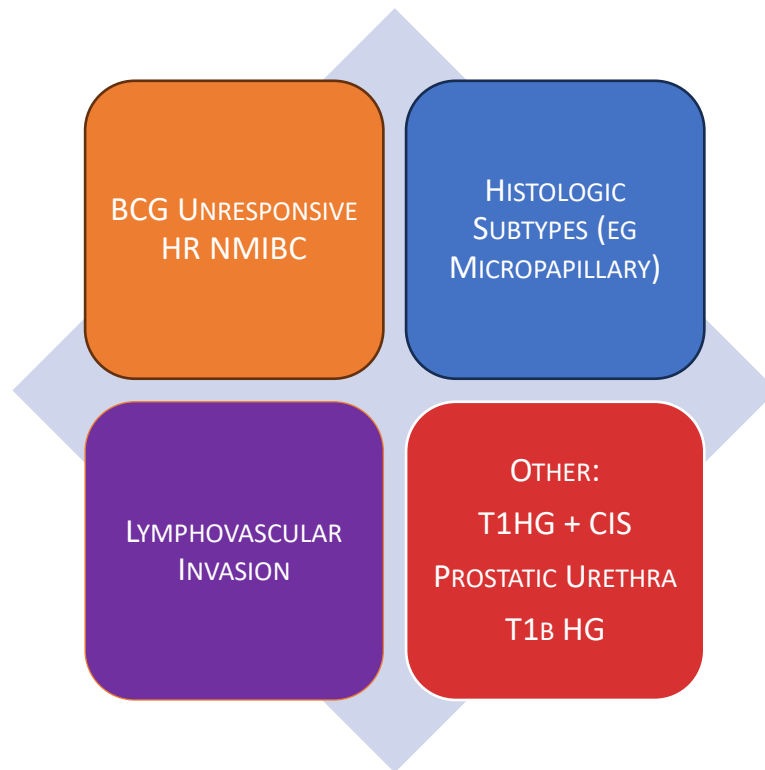 BCG Unresponsive
HR NMIBC
Histologic
Subtypes (eg
Micropapillary)
Lymphovascular
Invasion
Other:
T1HG + CIS
Prostatic Urethra
T1b HG